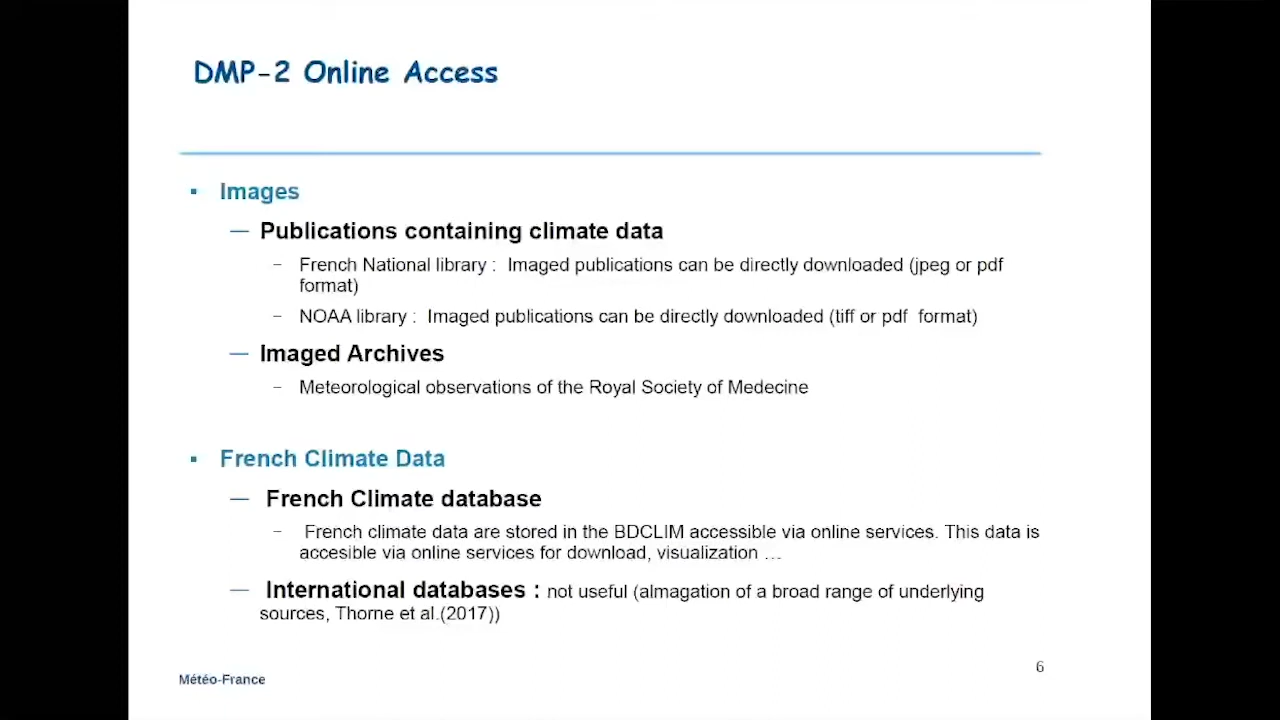 DMP-2 Online Access
▪ Images
— Publications containing climate data
– French National library : Imaged publications can be directly downloaded (jpeg or pdf
format)
– NOAA library : Imaged publications can be directly downloaded (tiff or pdf format)
— Imaged Archives
– Meteorological observations of the Royal Society of Medecine
▪ French Climate Data
— French Climate database
– French climate data are stored in the BDCLIM accessible via online services. This data is
accesible via online services for download, visualization …
— International databases : not useful (almagation of a broad range of underlying
sources, Thorne et al.(2017))
6
Météo-France